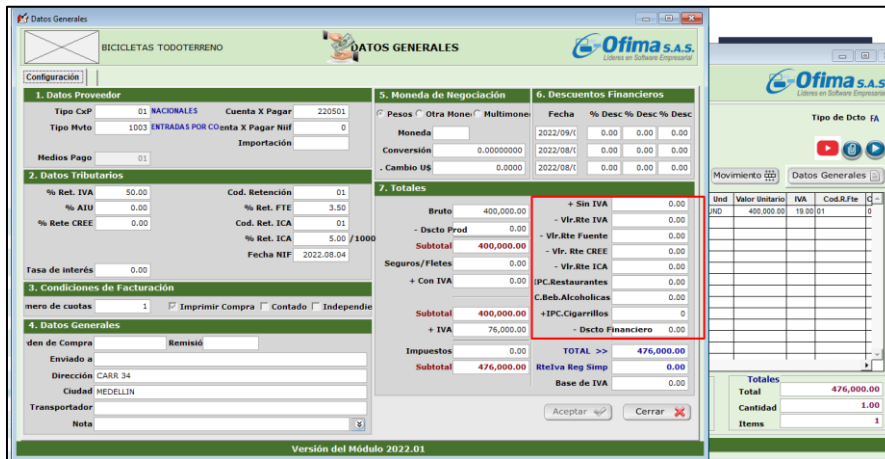 Datos Generales
BICICLETAS TODOTERRENO
DATOS GENERALES
Ofima S.A.S.
Líderes en Software Empresarial
Configuración
1. Datos Proveedor
Tipo CxP 01 NACIONALES Cuenta X Pagar 220501
Tipo Mvto 1003 ENTRADAS POR CO enta X Pagar Niif 0
Importación
Medios Pago 01
2. Datos Tributarios
% Ret. IVA 50.00 Cod. Retención 01
% AIU 0.00 % Ret. FTE 3.50
% Rete CREE 0.00 Cod. Ret. ICA 01
% Ret. ICA 5.00 /1000
Fecha NIF 2022.08.04
Tasa de interés 0.00
3. Condiciones de Facturación
mero de cuotas 1 Imprimir Compra Contado Independie
4. Datos Generales
den de Compra Remisió
Enviado a
Dirección CARR 34
Ciudad MEDELLIN
Transportador
Nota
5. Moneda de Negociación
Pesos Otra Mone Multimone
Moneda
Conversión 0.00000000
. Cambio U$ 0.0000
6. Descuentos Financieros
Fecha % Desc % Desc % Desc
2022/09/0 0.00 0.00 0.00
2022/08/0 0.00 0.00 0.00
2022/08/0 0.00 0.00 0.00
7. Totales
Bruto 400,000.00
- Dscto Prod 0.00
Subtotal 400,000.00
Seguros/Fletes 0.00
+ Con IVA 0.00
Subtotal 400,000.00
+ IVA 76,000.00
Impuestos 0.00
Subtotal 476,000.00
+ Sin IVA 0.00
- Vlr.Rte IVA 0.00
- Vlr.Rte Fuente 0.00
- Vlr. Rte CREE 0.00
- Vlr.Rte ICA 0.00
IPC.Restaurantes 0.00
C.Beb.Alcoholicas 0.00
+IPC.Cigarrillos 0
- Dscto Financiero 0.00
TOTAL >> 476,000.00
RteIva Reg Simp 0.00
Base de IVA 0.00
Aceptar Cerrar
Versión del Módulo 2022.01
Ofima S.A.S
Líderes en Software Empresarial
Tipo de Dcto FA
Movimiento Datos Generales
Und Valor Unitario IVA Cod.R.Fte
UND 400,000.00 19.00 01 0
Totales
Total 476,000.00
Cantidad 1.00
Items 1